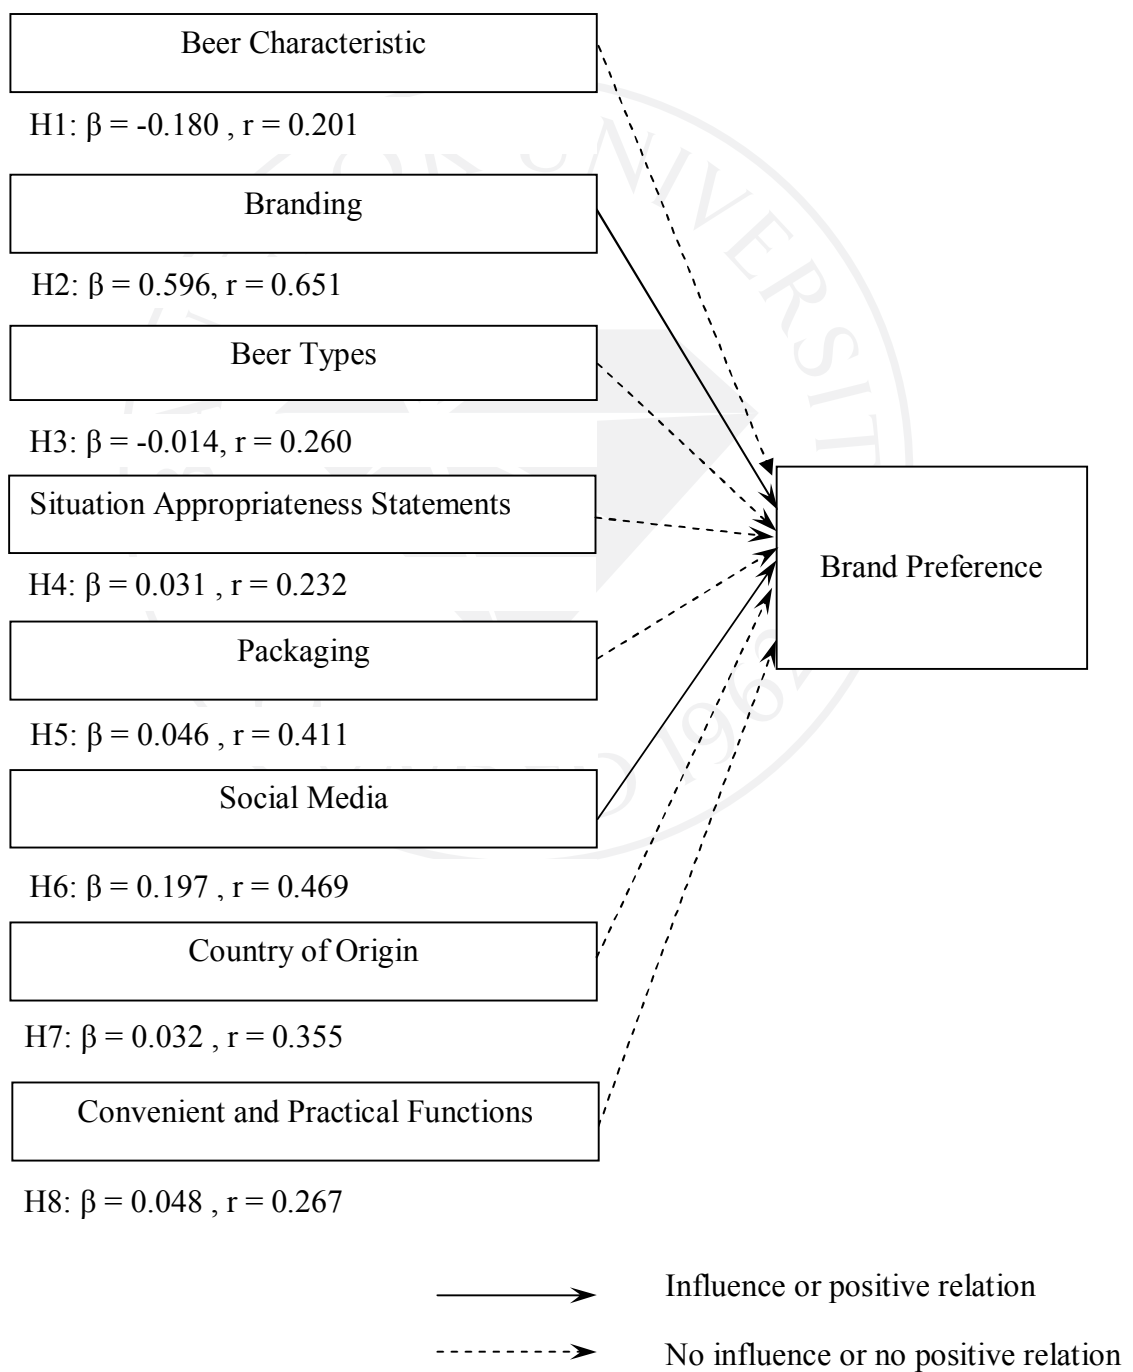 Beer Characteristic
H1: β = -0.180 , r = 0.201
Branding
H2: β = 0.596, r = 0.651
Beer Types
H3: β = -0.014, r = 0.260
Situation Appropriateness Statements
H4: β = 0.031 , r = 0.232
Packaging
H5: β = 0.046 , r = 0.411
Social Media
H6: β = 0.197 , r = 0.469
Country of Origin
H7: β = 0.032 , r = 0.355
Convenient and Practical Functions
H8: β = 0.048 , r = 0.267
Brand Preference
Influence or positive relation
No influence or no positive relation